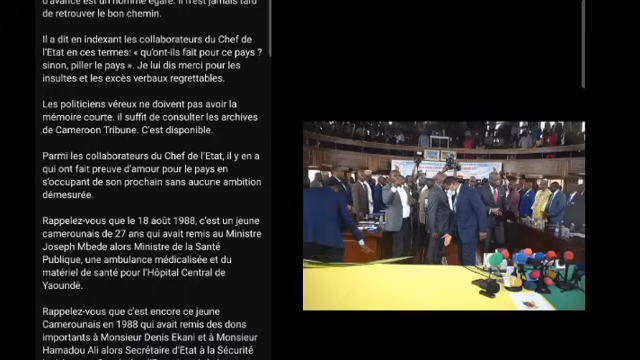 d'avance est un homme égaré. Il n'est jamais tard
de retrouver le bon chemin.
Il a dit en indexant les collaborateurs du Chef de
l'Etat en ces termes: « qu'ont-ils fait pour ce pays ?
sinon, piller le pays ». Je lui dis merci pour les
insultes et les excès verbaux regrettables.
Les politiciens véreux ne doivent pas avoir la
mémoire courte. il suffit de consulter les archives
de Cameroon Tribune. C'est disponible.
Parmi les collaborateurs du Chef de l'Etat, il y en a
qui ont fait preuve d'amour pour le pays en
s'occupant de son prochain sans aucune ambition
démesurée.
Rappelez-vous que le 18 août 1988, c'est un jeune
camerounais de 27 ans qui avait remis au Ministre
Joseph Mbede alors Ministre de la Santé
Publique, une ambulance médicalisée et du
matériel de santé pour l'Hôpital Central de
Yaoundé.
Rappelez-vous que c'est encore ce jeune
Camerounais en 1988 qui avait remis des dons
importants à Monsieur Denis Ekani et à Monsieur
Hamadou Ali alors Secrétaire d'Etat à la Sécurité